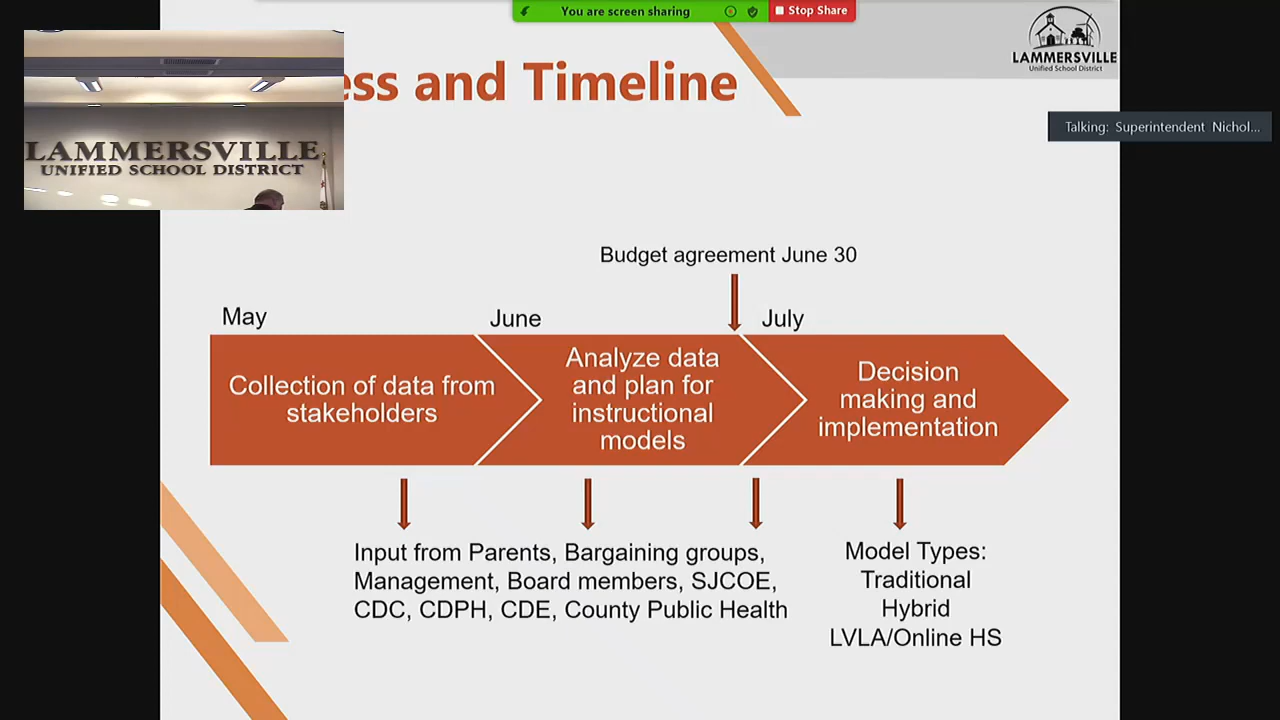 You are screen sharing
Stop Share
LAMMERSVILLE
Unified School District
LAMMERSVILLE
UNIFIED SCHOOL DISTRICT
ess and Timeline
Talking: Superintendent Nichol...
Budget agreement June 30
May
June
July
Collection of data from
stakeholders
Analyze data
and plan for
instructional
models
Decision
making and
implementation
Input from Parents, Bargaining groups,
Management, Board members, SJCOE,
CDC, CDPH, CDE, County Public Health
Model Types:
Traditional
Hybrid
LVLA/Online HS